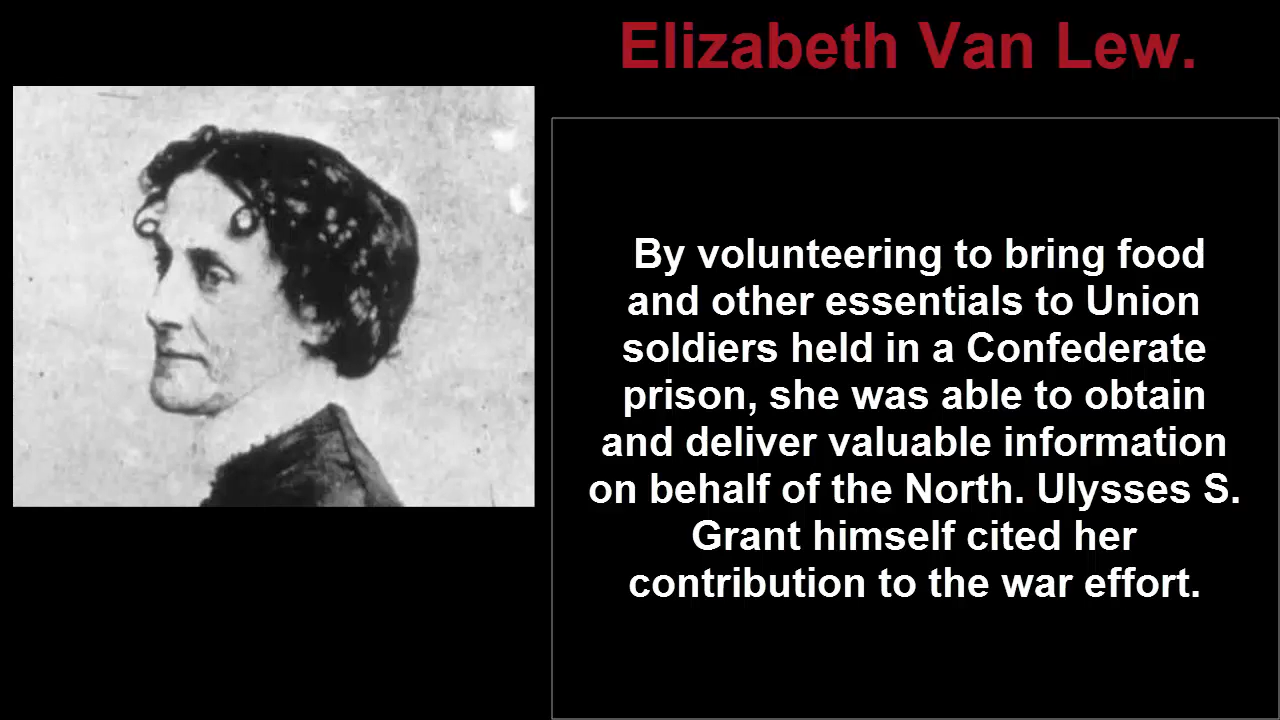 Elizabeth Van Lew.
By volunteering to bring food
and other essentials to Union
soldiers held in a Confederate
prison, she was able to obtain
and deliver valuable information
on behalf of the North. Ulysses S.
Grant himself cited her
contribution to the war effort.